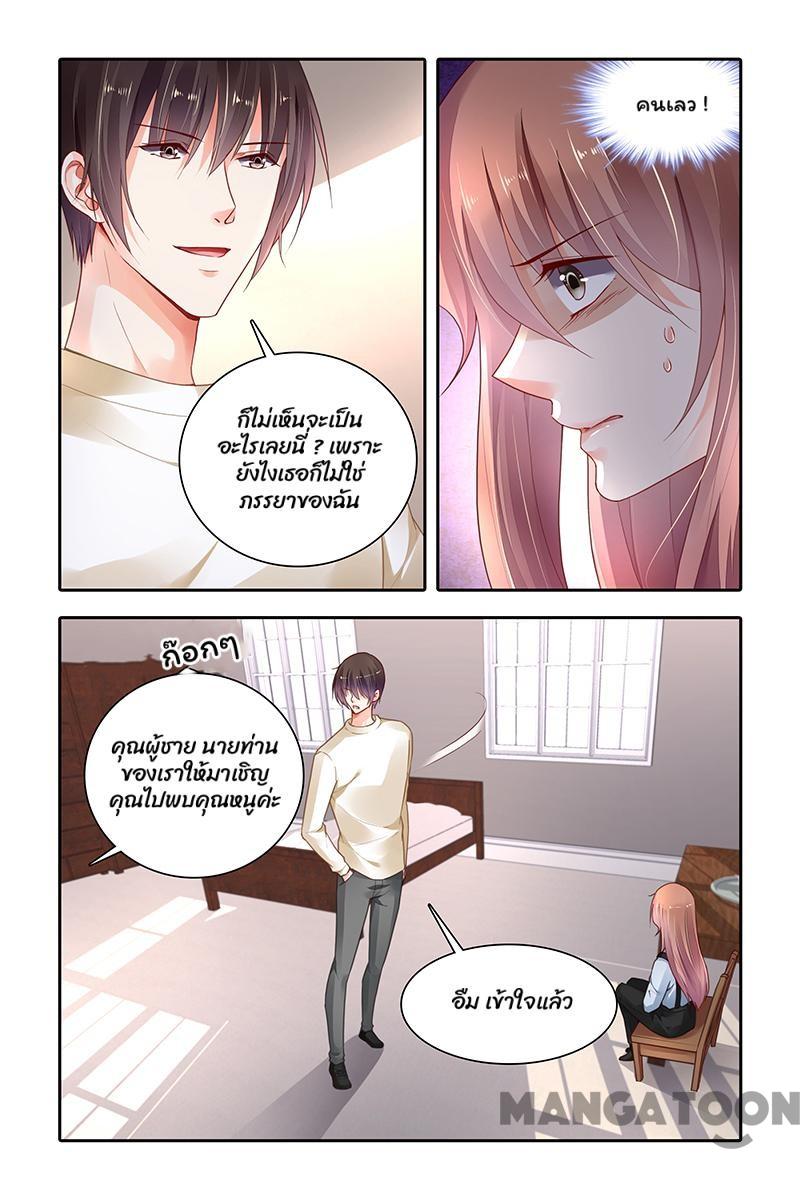 ก็ไม่เห็นจะเป็น
อะไรเลยนี่ ? เพราะ
ยังไงเธอก็ไม่ใช่
ภรรยาของฉัน
คนเลว !
ก๊อกๆ
คุณผู้ชาย นายท่าน
ของเราให้มาเชิญ
คุณไปพบคุณหนูค่ะ
อืม เข้าใจแล้ว
MANGATOON